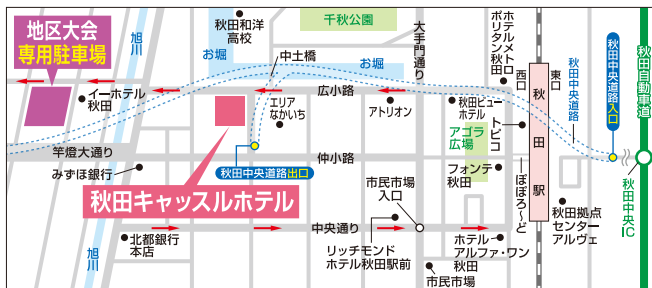 地区大会
専用駐車場
旭川
秋田和洋
高校
千秋公園
中土橋
お堀
お堀
大手門通り
ホテルメトロ
ポリタン秋田
西口
東口
秋田中央道路
秋田中央道路入口
秋田自動車道
イーホテル
秋田
広小路
エリア
なかいち
アトリオン
秋田ビュー
ホテル
トピコ
アゴラ
広場
秋田駅
竿燈大通り
みずほ銀行
秋田中央道路出口
仲小路
フォンテ
秋田
ぽぽろーど
秋田キャッスルホテル
市民市場
入口
秋田拠点
センター
アルヴェ
秋田中央IC
北都銀行
本店
中央通り
リッチモンド
ホテル秋田駅前
ホテル
アルファ・ワン
秋田
市民市場
旭川